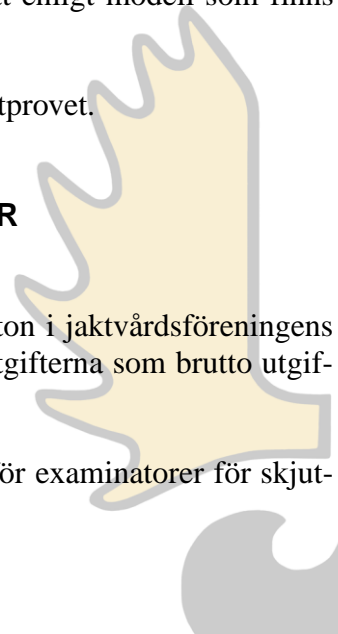 enligt modell som finns
tprovet.
R
ton i jaktvårdsföreningens
tgifterna som brutto utgif-
ör examinatorer för skjut-